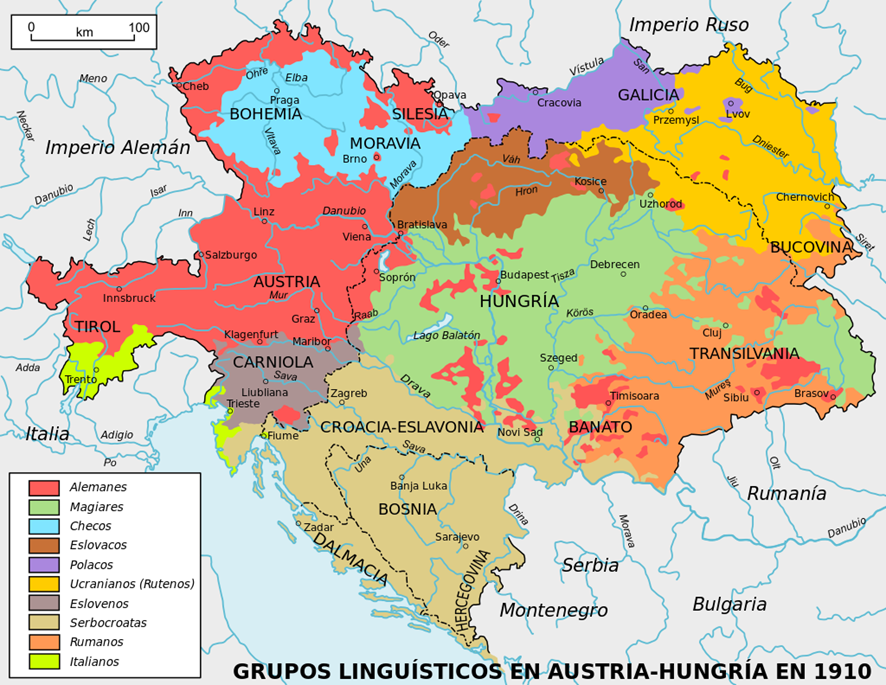 0 100
km
Imperio Ruso
Oder
Meno
Cheb
Ohře
Elba
Praga
BOHEMIA
Vltava
Opava
SILESIA
MORAVIA
Brno
Morava
Vístula
San
Cracovia
GALICIA
Przemysl
Bug
Lvov
Dniester
Neckar
Imperio Alemán
Danubio
Isar
Lech
Inn
Linz
Danubio
Viena
Salzburgo
Bratislava
Váh
Hron
Kosice
Uzhorod
Chernovich
Siret
BUCOVINA
Innsbruck
TIROL
AUSTRIA
Mur
Graz
Soprón
Raab
Budapest
Tisza
Debrecen
HUNGRÍA
Körös
Oradea
Cluj
TRANSILVANIA
Lago Balatón
Szeged
Mureș
Sibiu
Brasov
Klagenfurt
Maribor
CARNIOLA
Sava
Liubliana
Trieste
Trento
Adda
Adigio
Po
Italia
Fiume
Zagreb
Drava
CROACIA-ESLAVONIA
Novi Sad
Timisoara
BANATO
Sava
Una
Banja Luka
BOSNIA
Drina
Sarajevo
Zadar
DALMACIA
HERCEGOVINA
Morava
Jiu
Olt
Rumanía
Danubio
Serbia
Montenegro
Bulgaria
Alemanes
Magiares
Checos
Eslovacos
Polacos
Ucranianos (Rutenos)
Eslovenos
Serbocroatas
Rumanos
Italianos
GRUPOS LINGUÍSTICOS EN AUSTRIA-HUNGRÍA EN 1910